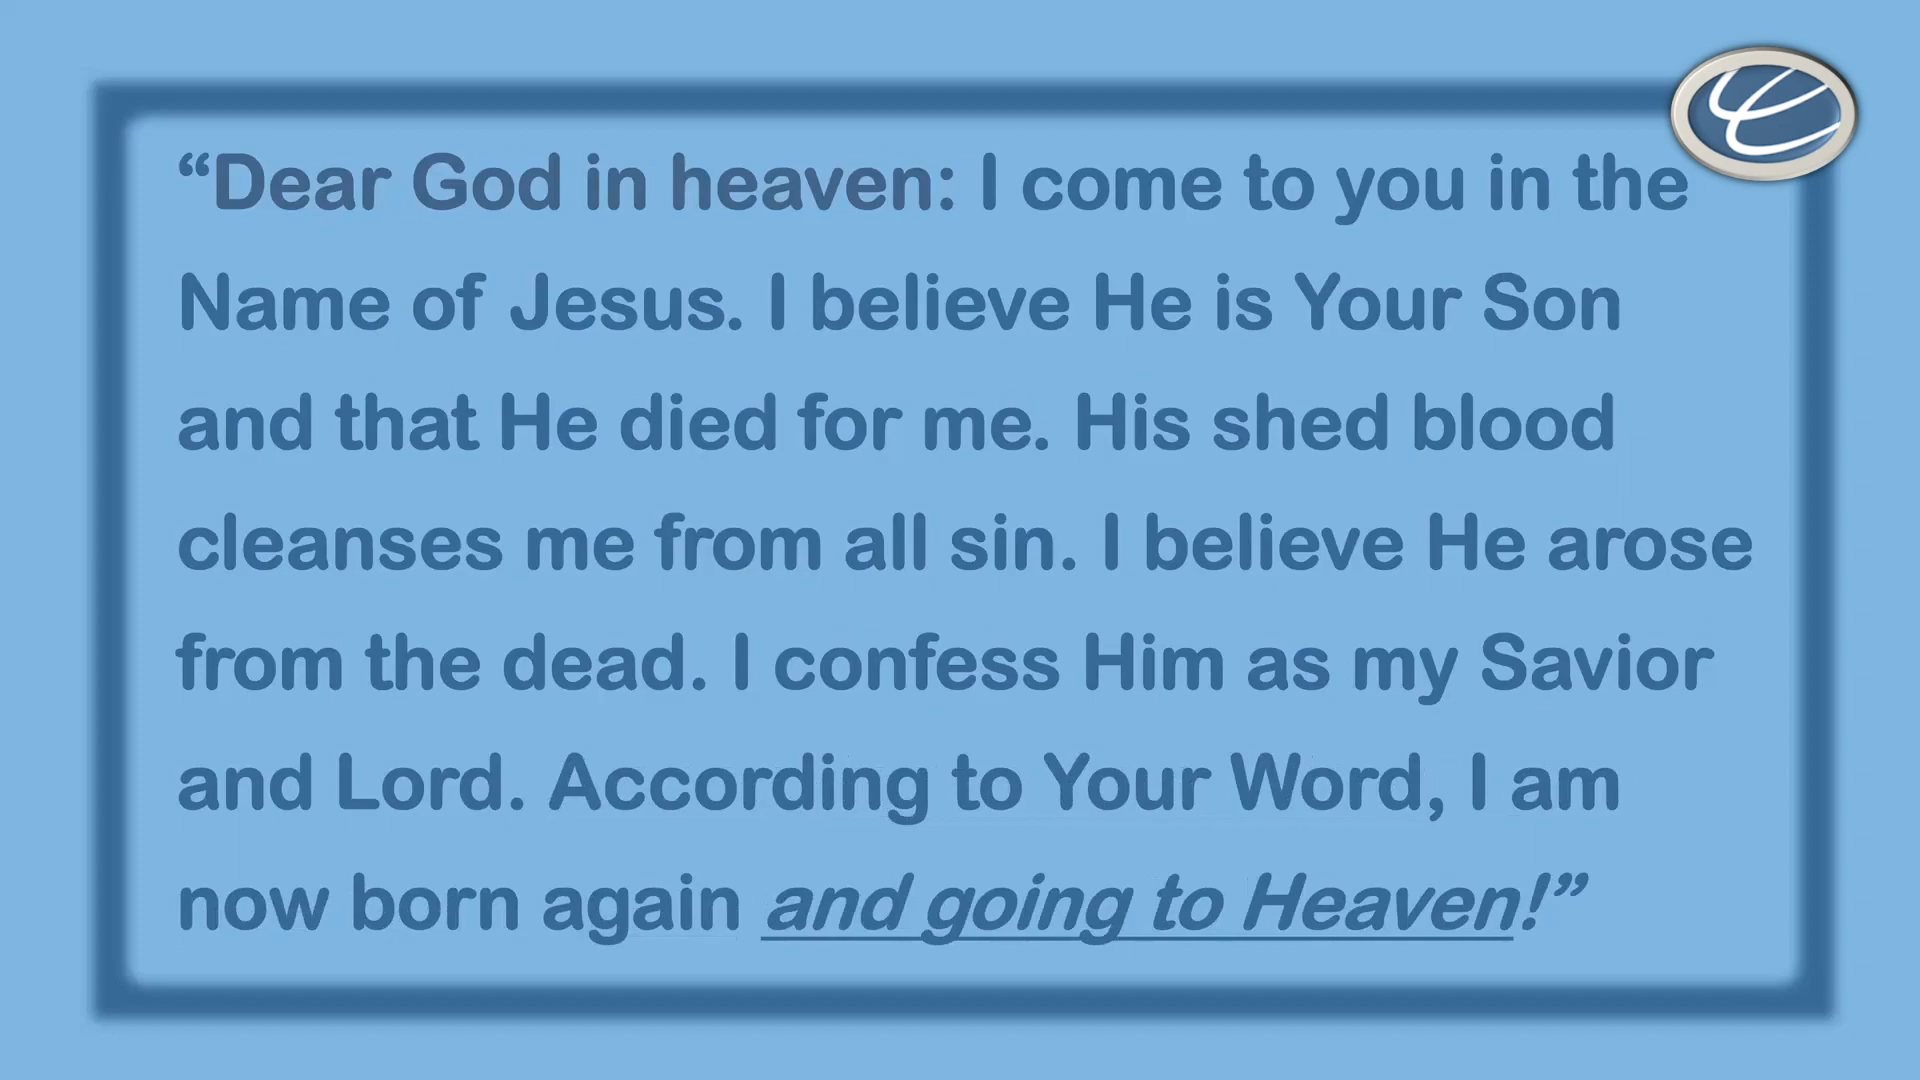 “Dear God in heaven: I come to you in the
Name of Jesus. I believe He is Your Son
and that He died for me. His shed blood
cleanses me from all sin. I believe He arose
from the dead. I confess Him as my Savior
and Lord. According to Your Word, I am
now born again and going to Heaven!”